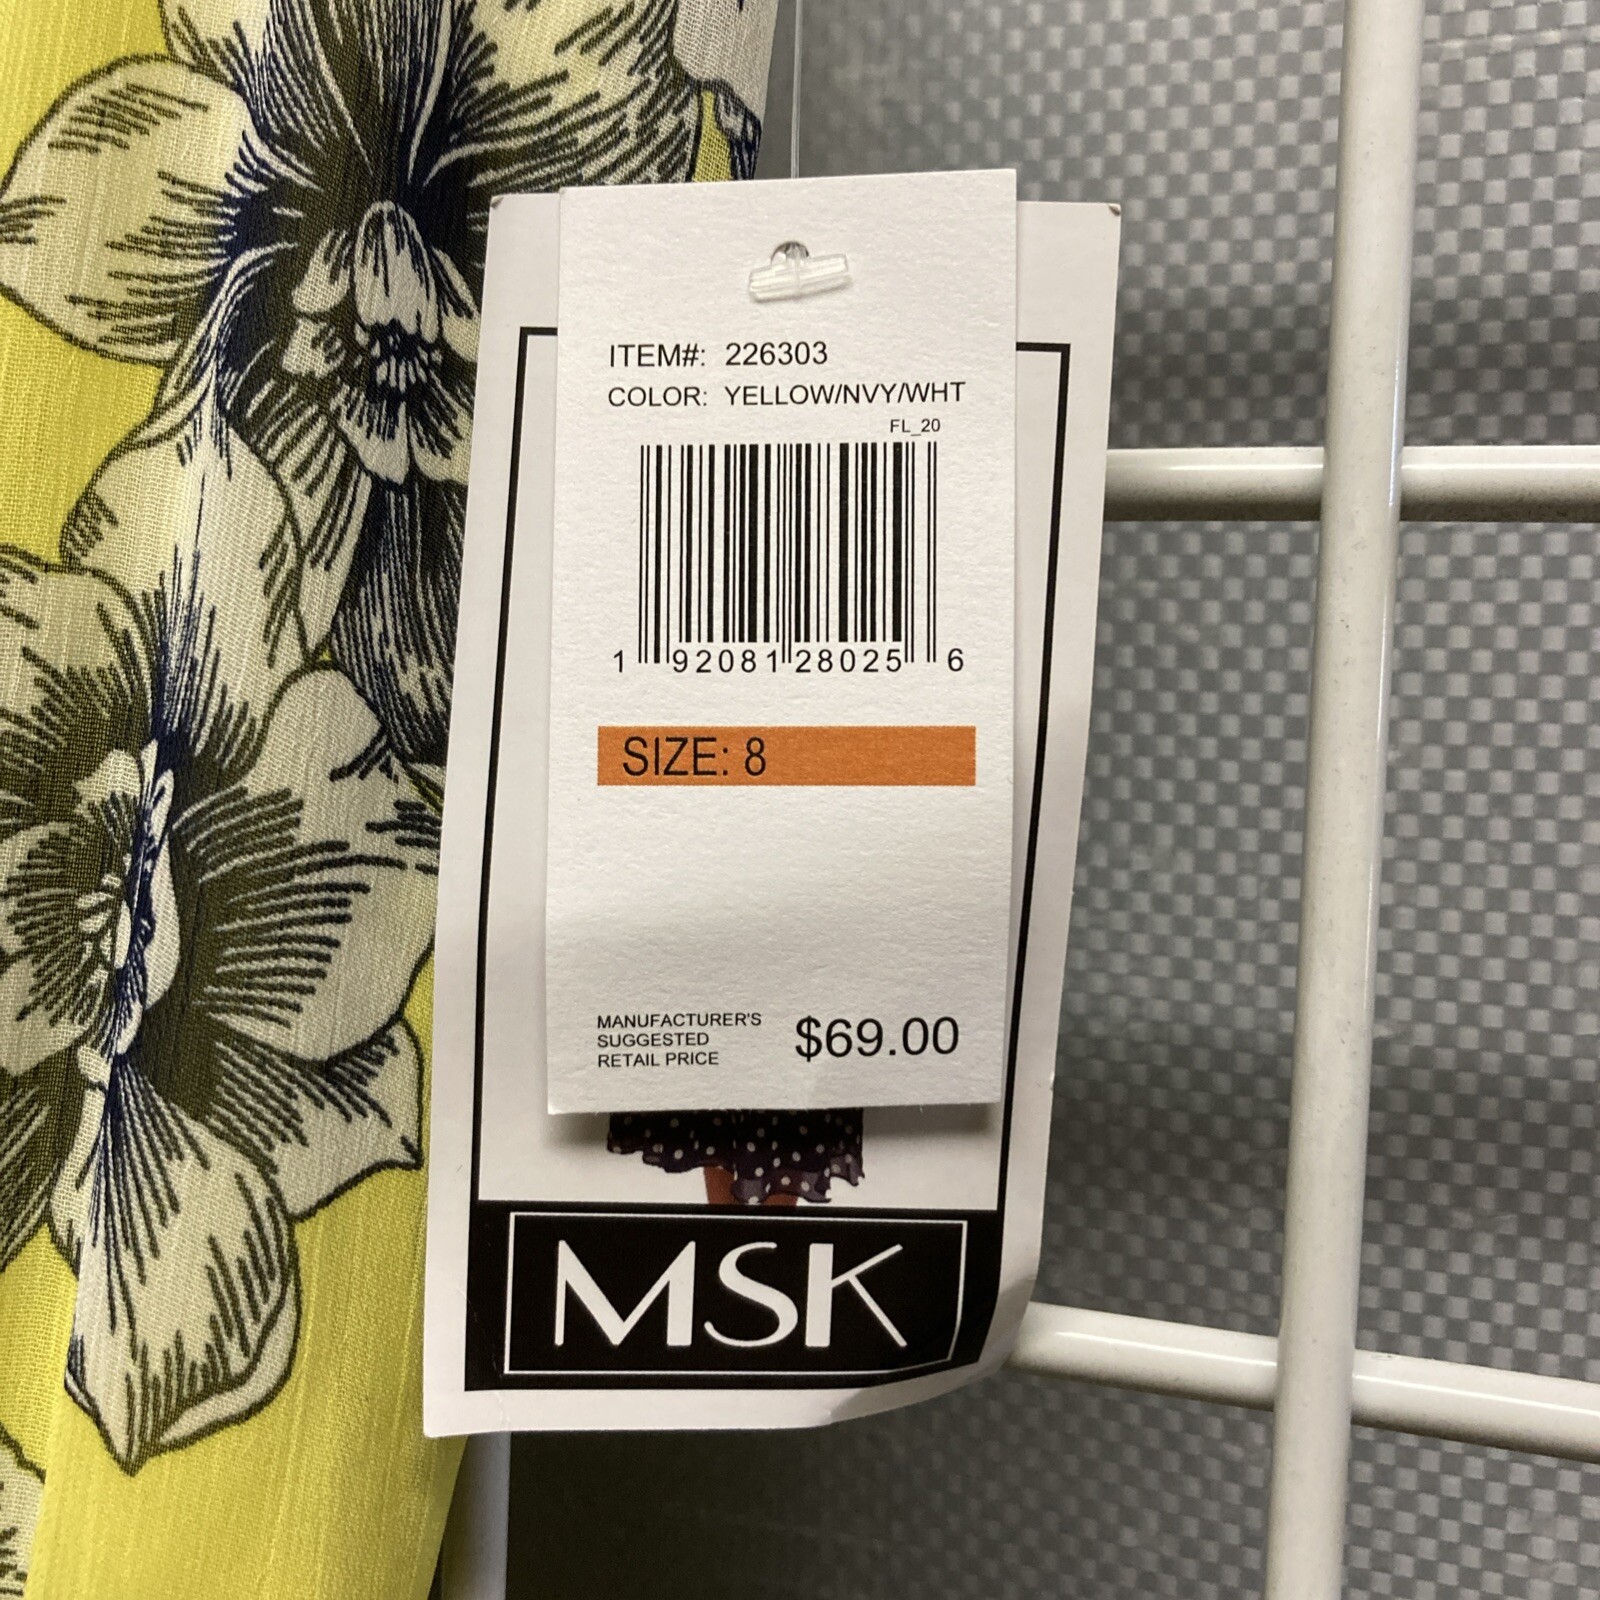 ITEM#: 226303
COLOR: YELLOW/NVY/WHT
FL_20
1 92081 28025 6
SIZE: 8
MANUFACTURER'S
SUGGESTED
RETAIL PRICE
$69.00
MSK